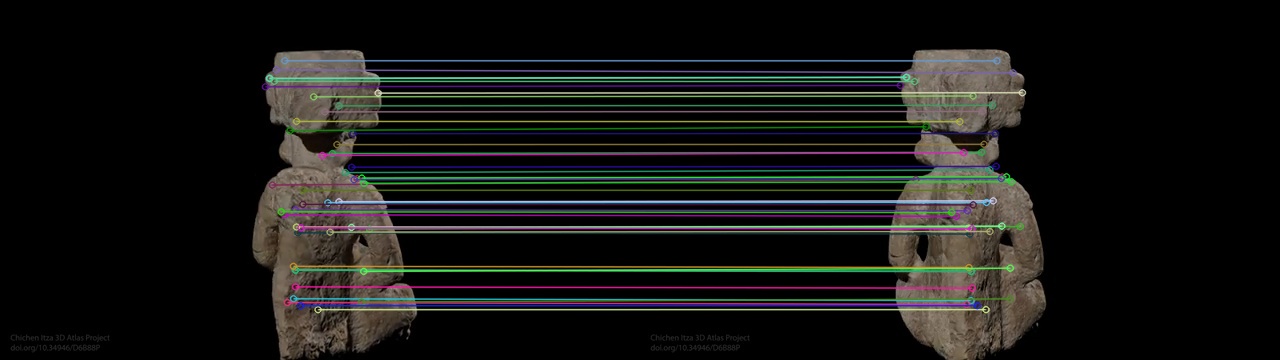 Chichen Itza 3D Atlas Project
doi.org/10.34946/D6B88P
Chichen Itza 3D Atlas Project
doi.org/10.34946/D6B88P